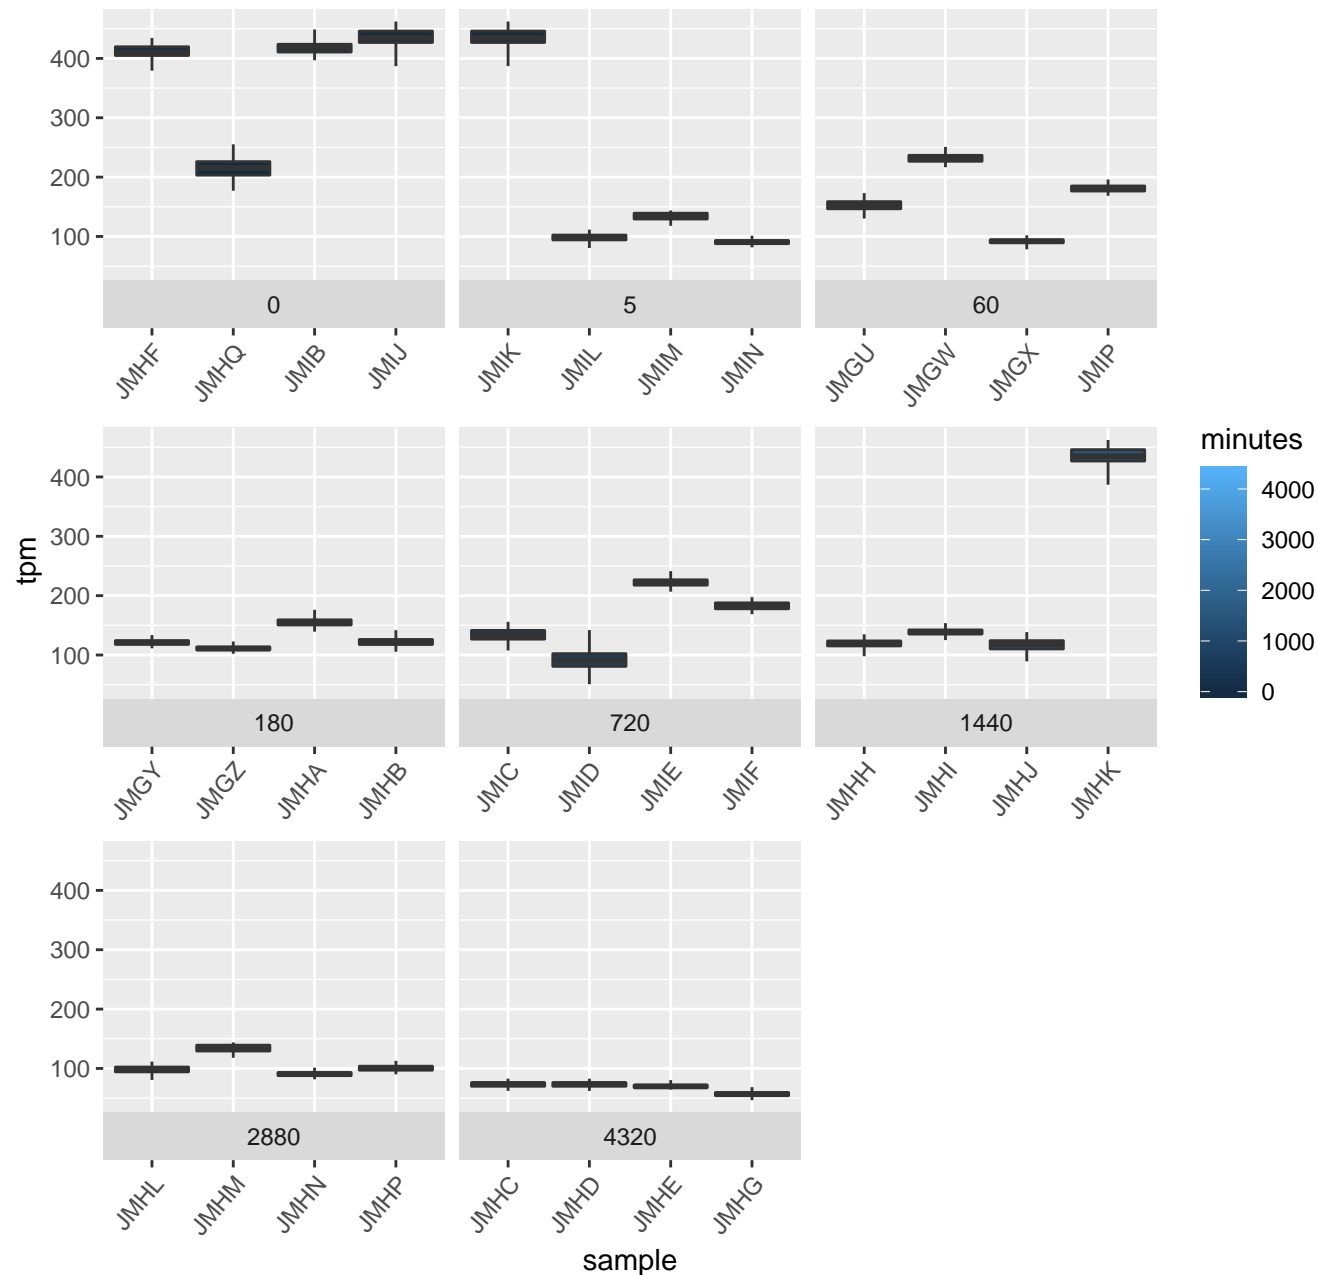 400
300
200
100
0
5
60
JMHF
JMHQ
JMIB
JMIJ
JMIK
JMIL
JMIM
JMIN
JMGU
JMGW
JMGX
JMIP
400
300
200
100
180
720
1440
JMGY
JMGZ
JMHA
JMHB
JMIC
JMID
JMIE
JMIF
JMHH
JMHI
JMHJ
JMHK
400
300
200
100
2880
4320
JMHL
JMHM
JMHN
JMHP
JMHC
JMHD
JMHE
JMHG
tpm
sample
minutes
4000
3000
2000
1000
0